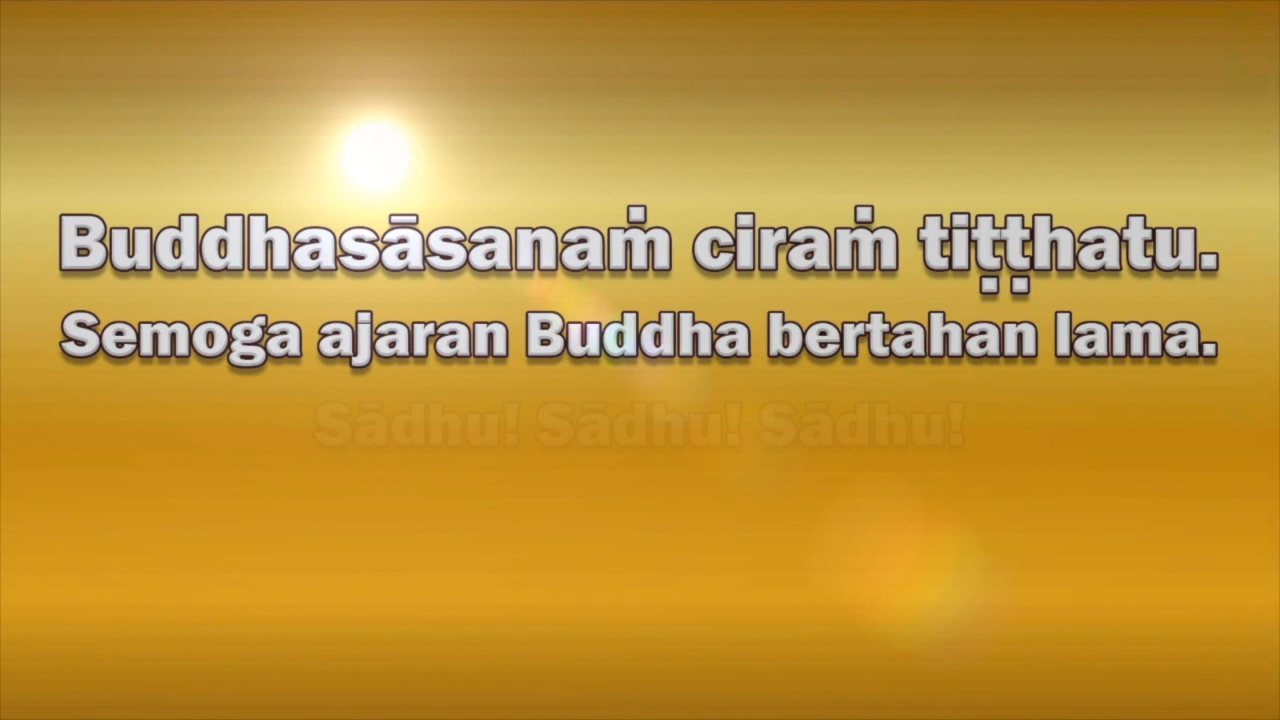 Buddhasāsanaṁ ciraṁ tiṭṭhatu.
Semoga ajaran Buddha bertahan lama.
Sādhu! Sādhu! Sādhu!